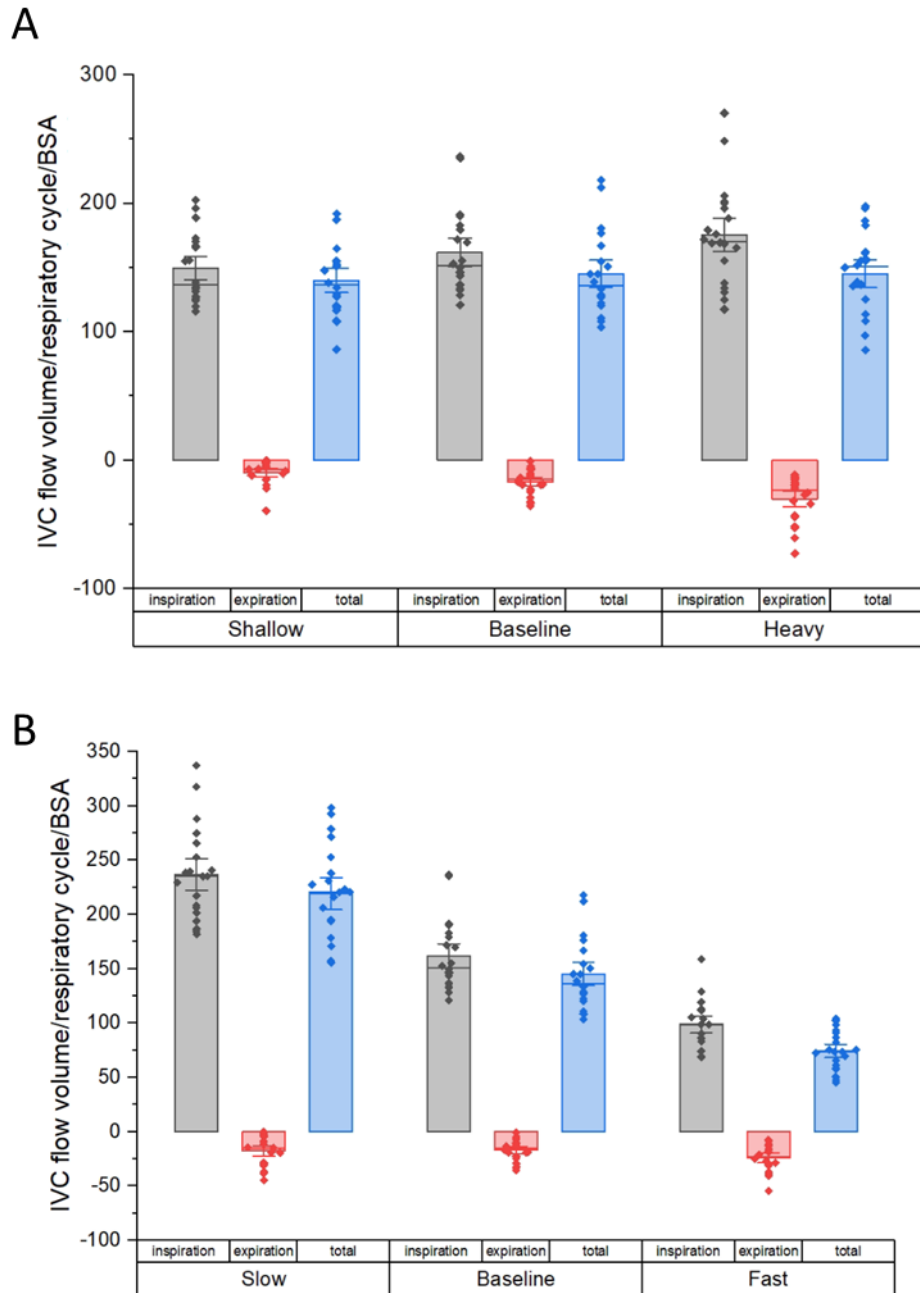 A
IVC flow volume/respiratory cycle/BSA
300
200
100
0
-100
inspiration expiration total inspiration expiration total inspiration expiration total
Shallow Baseline Heavy
B
IVC flow volume/respiratory cycle/BSA
350
300
250
200
150
100
50
0
-50
-100
inspiration expiration total inspiration expiration total inspiration expiration total
Slow Baseline Fast